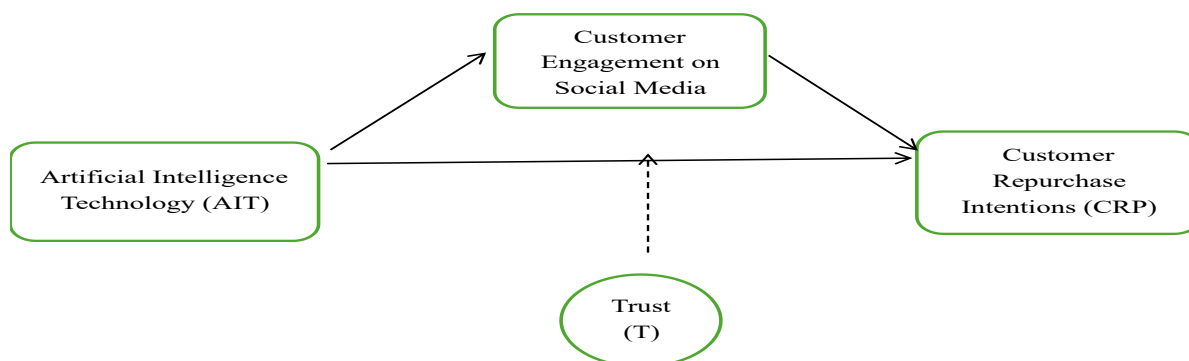 Customer
Engagement on
Social Media
Artificial Intelligence
Technology (AIT)
Customer
Repurchase
Intentions (CRP)
Trust
(T)